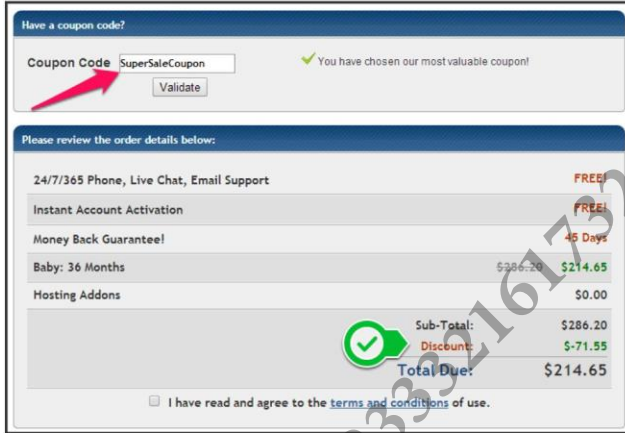 Have a coupon code?
Coupon Code SuperSaleCoupon You have chosen our most valuable coupon!
Validate
Please review the order details below:
24/7/365 Phone, Live Chat, Email Support FREE!
Instant Account Activation FREE!
Money Back Guarantee! 45 Days
Baby: 36 Months $286.20 $214.65
Hosting Addons $0.00
Sub-Total: $286.20
Discount: $-71.55
Total Due: $214.65
I have read and agree to the terms and conditions of use.